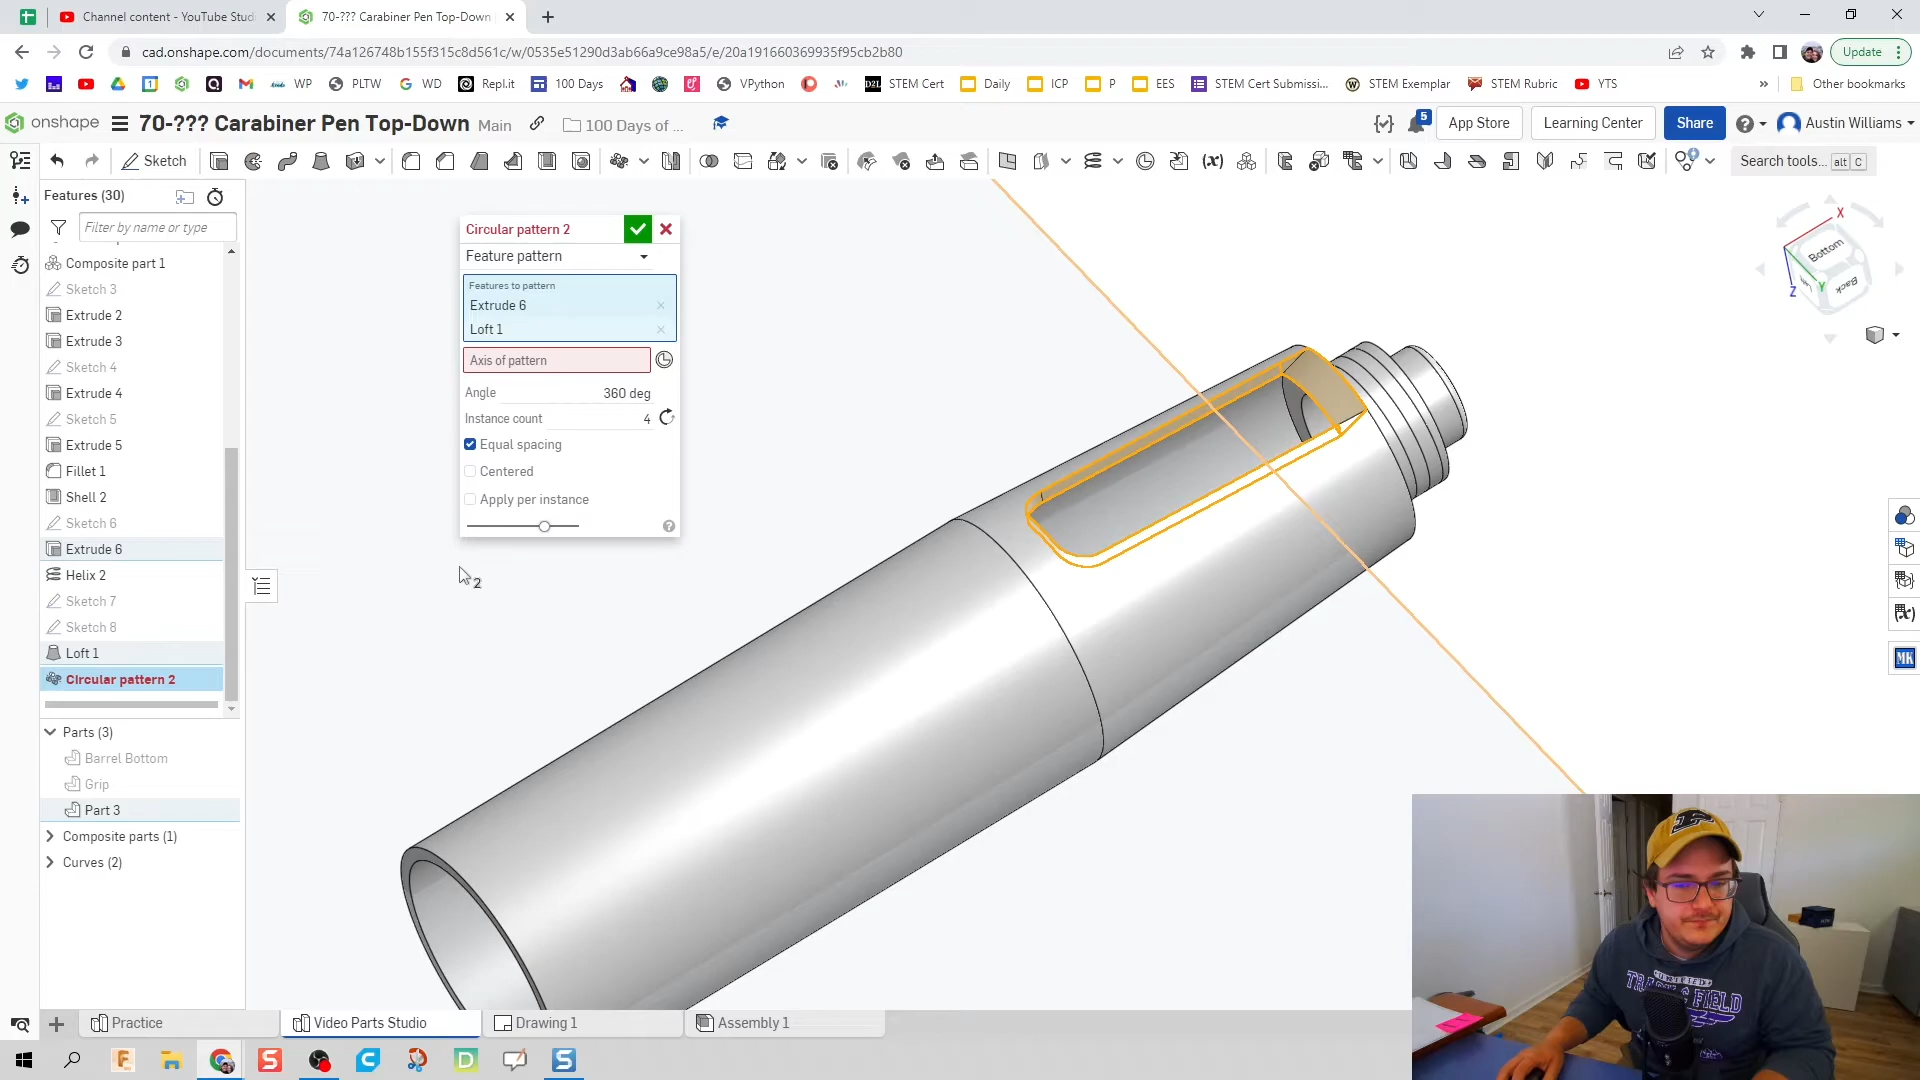 Channel content - YouTube Stud
70-??? Carabiner Pen Top-Down
cad.onshape.com/documents/74a126748b155f315c8d561c/w/0535e51290d3ab66a9ce98a5/e/20a191660369935f95cb2b80
Update
WP
PLTW
WD
Repl.it
100 Days
VPython
STEM Cert
Daily
ICP
P
EES
STEM Cert Submissi...
STEM Exemplar
STEM Rubric
YTS
Other bookmarks
onshape
70-??? Carabiner Pen Top-Down
Main
100 Days of ...
5
App Store
Learning Center
Share
Austin Williams
Sketch
Search tools... alt C
Features (30)
Filter by name or type
Composite part 1
Sketch 3
Extrude 2
Extrude 3
Sketch 4
Extrude 4
Sketch 5
Extrude 5
Fillet 1
Shell 2
Sketch 6
Extrude 6
Helix 2
Sketch 7
Sketch 8
Loft 1
Circular pattern 2
Parts (3)
Barrel Bottom
Grip
Part 3
Composite parts (1)
Curves (2)
Circular pattern 2
Feature pattern
Features to pattern
Extrude 6
Loft 1
Axis of pattern
Angle 360 deg
Instance count 4
Equal spacing
Centered
Apply per instance
2
X
Bottom
Back
Z
Y
MK
Practice
Video Parts Studio
Drawing 1
Assembly 1
TRACK & FIELD